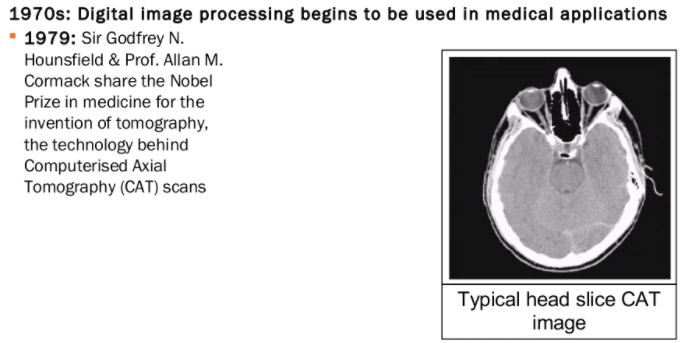 1970s: Digital image processing begins to be used in medical applications
▪ 1979: Sir Godfrey N.
Hounsfield & Prof. Allan M.
Cormack share the Nobel
Prize in medicine for the
invention of tomography,
the technology behind
Computerised Axial
Tomography (CAT) scans
Typical head slice CAT
image